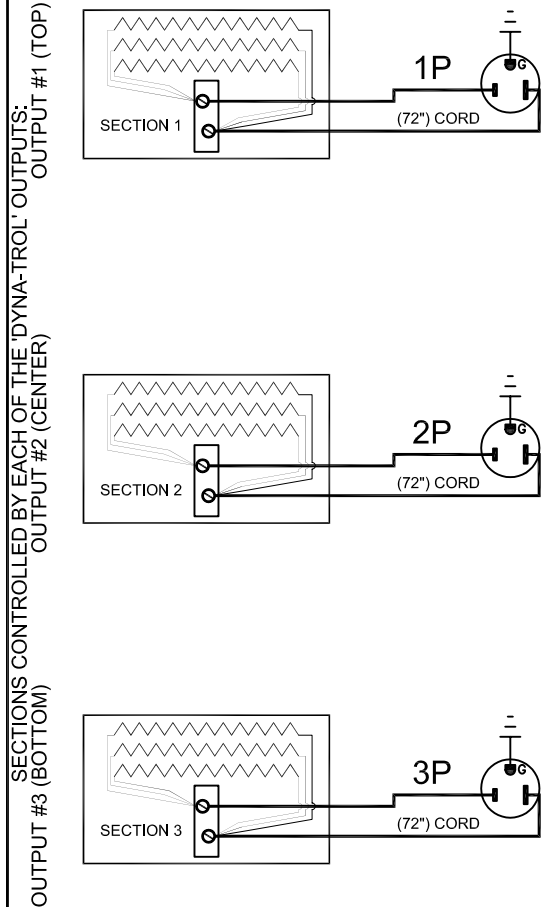 SECTIONS CONTROLLED BY EACH OF THE 'DYNA-TROL' OUTPUTS:
OUTPUT #1 (TOP)
SECTION 1
1P
(72") CORD
G
OUTPUT #2 (CENTER)
SECTION 2
2P
(72") CORD
G
OUTPUT #3 (BOTTOM)
SECTION 3
3P
(72") CORD
G